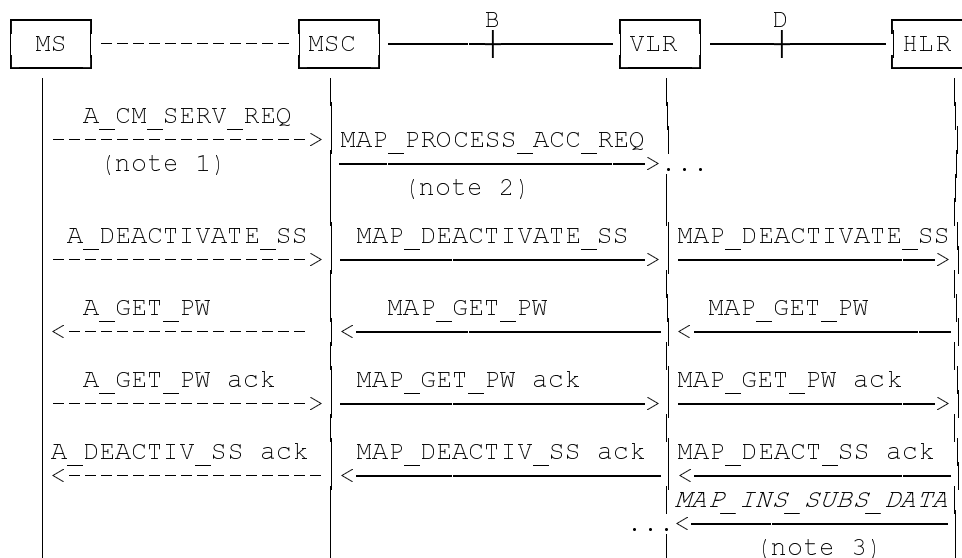 B D
MS MSC VLR HLR
A_CM_SERV_REQ
MAP_PROCESS_ACC_REQ
(note 1)
...
(note 2)
A_DEACTIVATE_SS MAP_DEACTIVATE_SS MAP_DEACTIVATE_SS
A_GET_PW MAP_GET_PW MAP_GET_PW
A_GET_PW ack MAP_GET_PW ack MAP_GET_PW ack
A_DEACTIV_SS ack MAP_DEACTIV_SS ack MAP_DEACT_SS ack
MAP_INS_SUBS_DATA
...
(note 3)